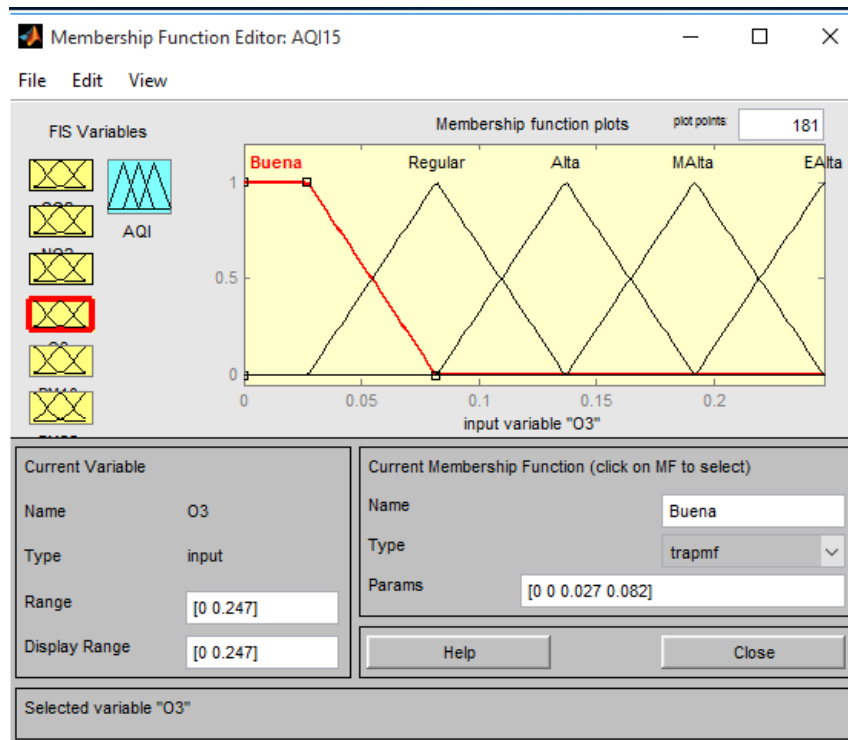 Membership Function Editor: AQI15
File Edit View
FIS Variables
Membership function plots
plot points:
181
AQI
Buena Regular Alta MAlta EAlta
1
0.5
0
0 0.05 0.1 0.15 0.2
input variable "O3"
Current Variable
Name O3
Type input
Range [0 0.247]
Display Range [0 0.247]
Current Membership Function (click on MF to select)
Name Buena
Type trapmf
Params [0 0 0.027 0.082]
Help Close
Selected variable "O3"